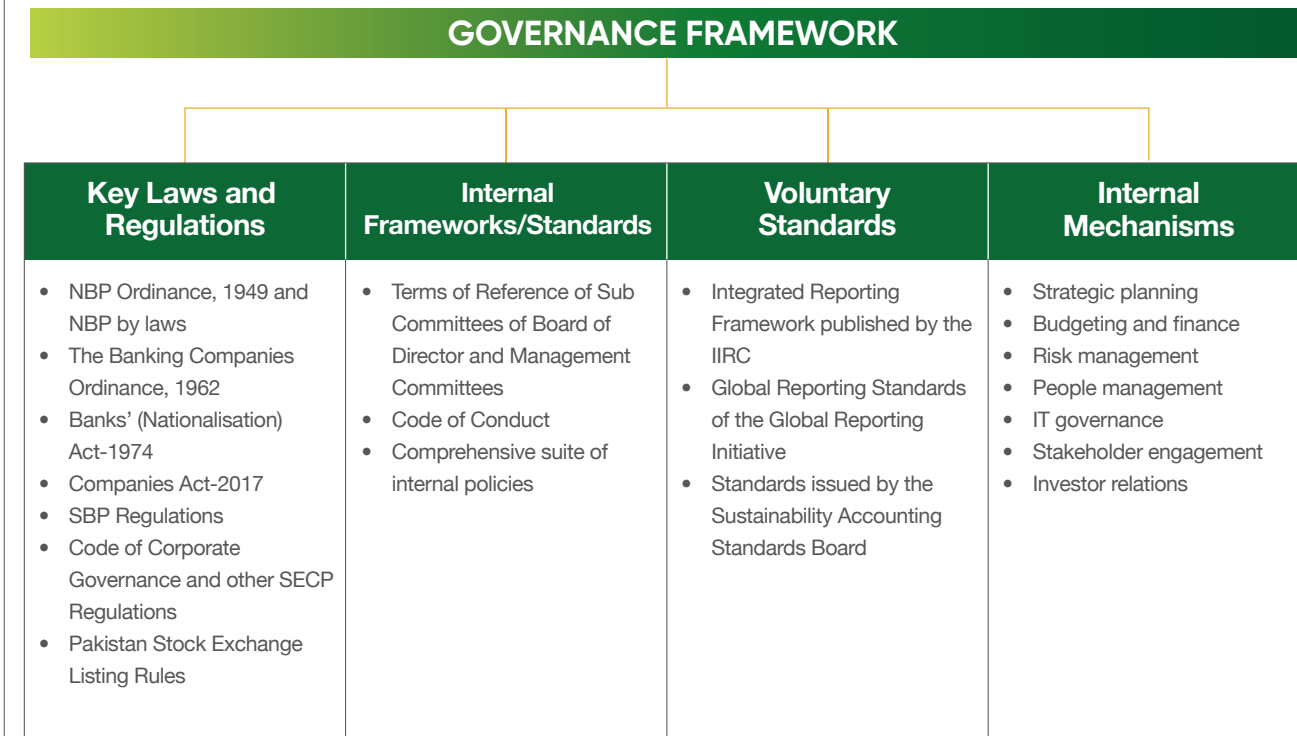 GOVERNANCE FRAMEWORK
Key Laws and
Regulations
• NBP Ordinance, 1949 and
NBP by laws
• The Banking Companies
Ordinance, 1962
• Banks’ (Nationalisation)
Act-1974
• Companies Act-2017
• SBP Regulations
• Code of Corporate
Governance and other SECP
Regulations
• Pakistan Stock Exchange
Listing Rules
Internal
Frameworks/Standards
• Terms of Reference of Sub
Committees of Board of
Director and Management
Committees
• Code of Conduct
• Comprehensive suite of
internal policies
Voluntary
Standards
• Integrated Reporting
Framework published by the
IIRC
• Global Reporting Standards
of the Global Reporting
Initiative
• Standards issued by the
Sustainability Accounting
Standards Board
Internal
Mechanisms
• Strategic planning
• Budgeting and finance
• Risk management
• People management
• IT governance
• Stakeholder engagement
• Investor relations